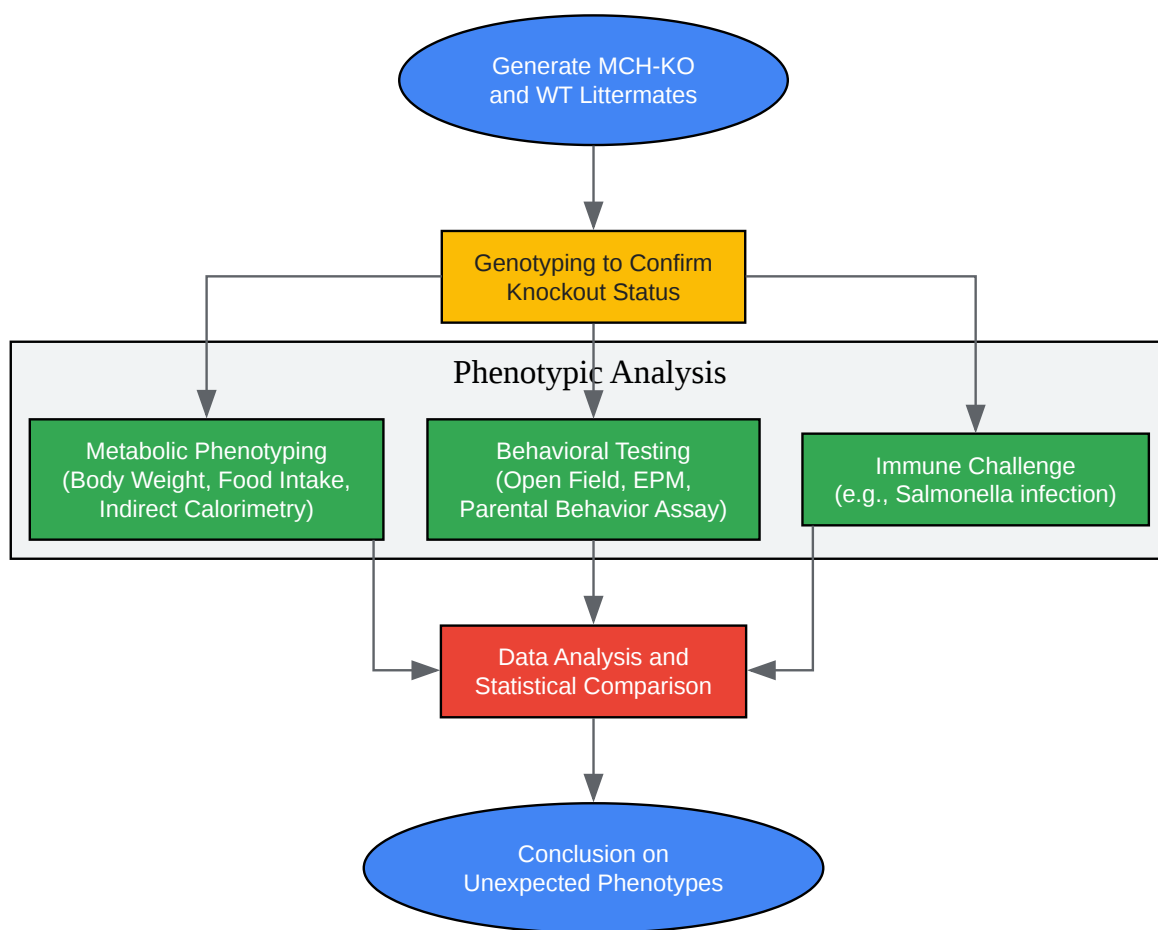 Generate MCH-KO
and WT Littermates
Genotyping to Confirm
Knockout Status
Phenotypic Analysis
Metabolic Phenotyping
(Body Weight, Food Intake,
Indirect Calorimetry)
Behavioral Testing
(Open Field, EPM,
Parental Behavior Assay)
Immune Challenge
(e.g., Salmonella infection)
Data Analysis and
Statistical Comparison
Conclusion on
Unexpected Phenotypes